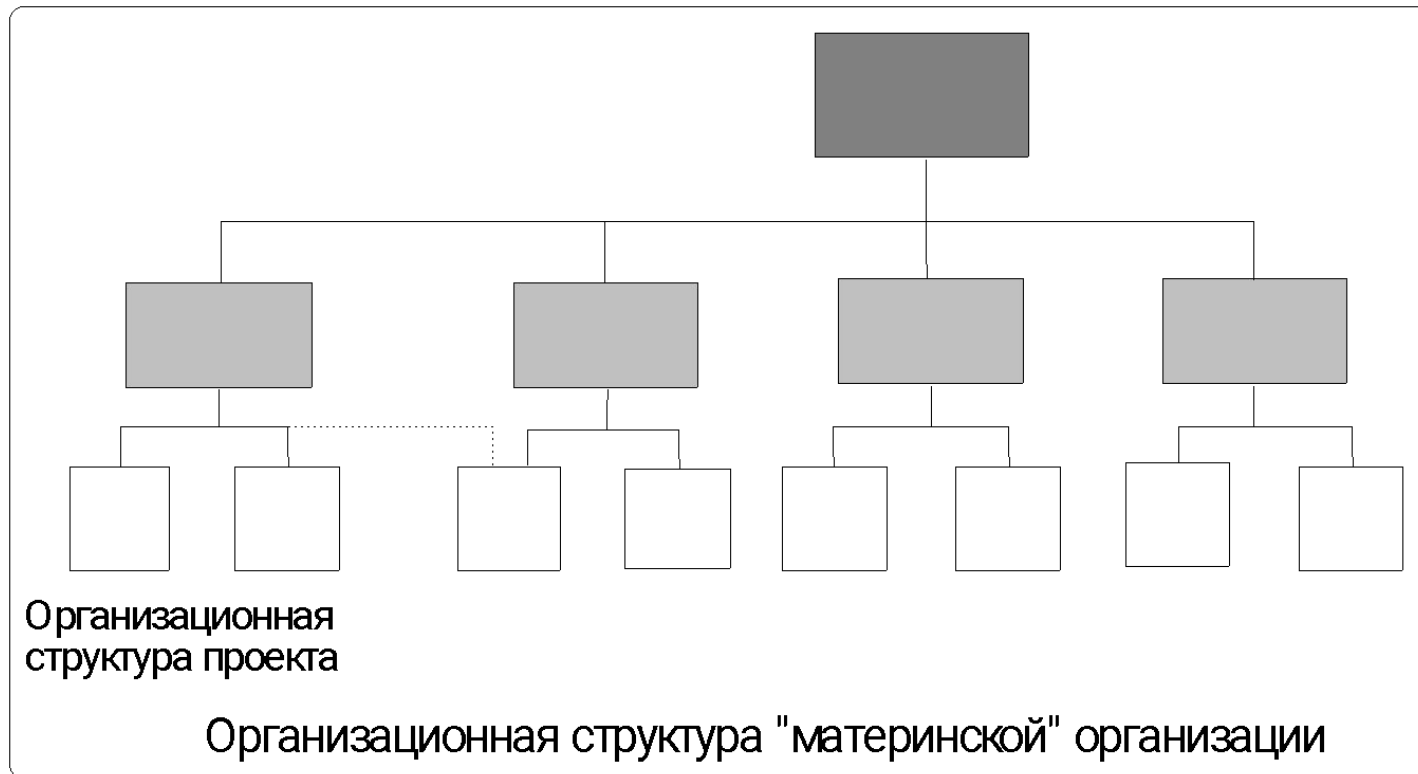 Организационная
структура проекта
Организационная структура "материнской" организации